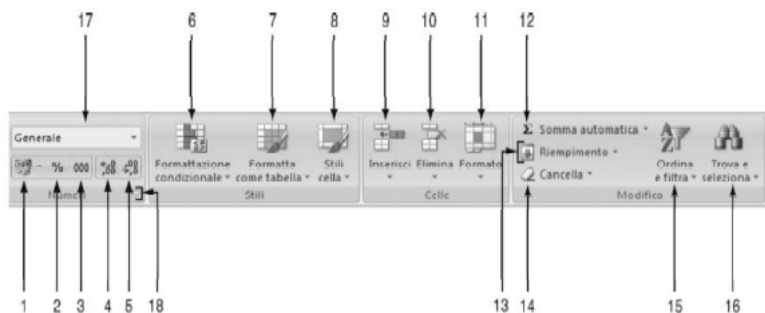 17 6 7 8 9 10 11 12
Generale
% 000 ,00 ,00
Formattazione condizionale
Formatta come tabella
Stili cella
Inserisci
Elimina
Formato
Σ Somma automatica
Riempimento
Cancella
Ordina e filtra
Trova e seleziona
Numeri
Stili
Celle
Modifica
1 2 3 4 5 18 13 14 15 16